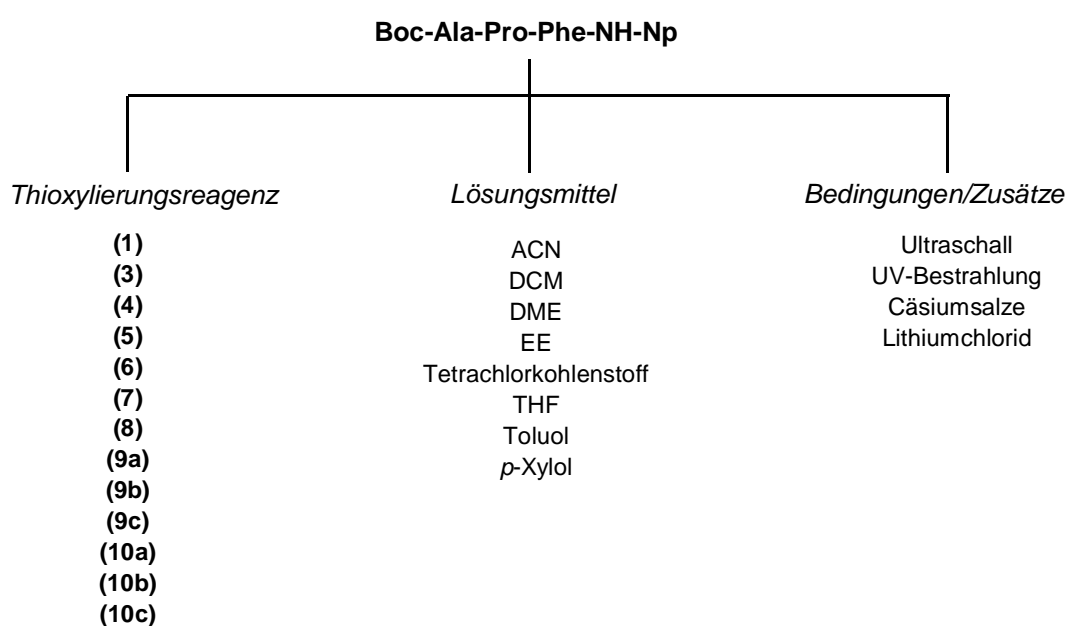 Boc-Ala-Pro-Phe-NH-Np
Thioxylierungsreagenz
(1)
(3)
(4)
(5)
(6)
(7)
(8)
(9a)
(9b)
(9c)
(10a)
(10b)
(10c)
Lösungsmittel
ACN
DCM
DME
EE
Tetrachlorkohlenstoff
THF
Toluol
p-Xylol
Bedingungen/Zusätze
Ultraschall
UV-Bestrahlung
Cäsiumsalze
Lithiumchlorid